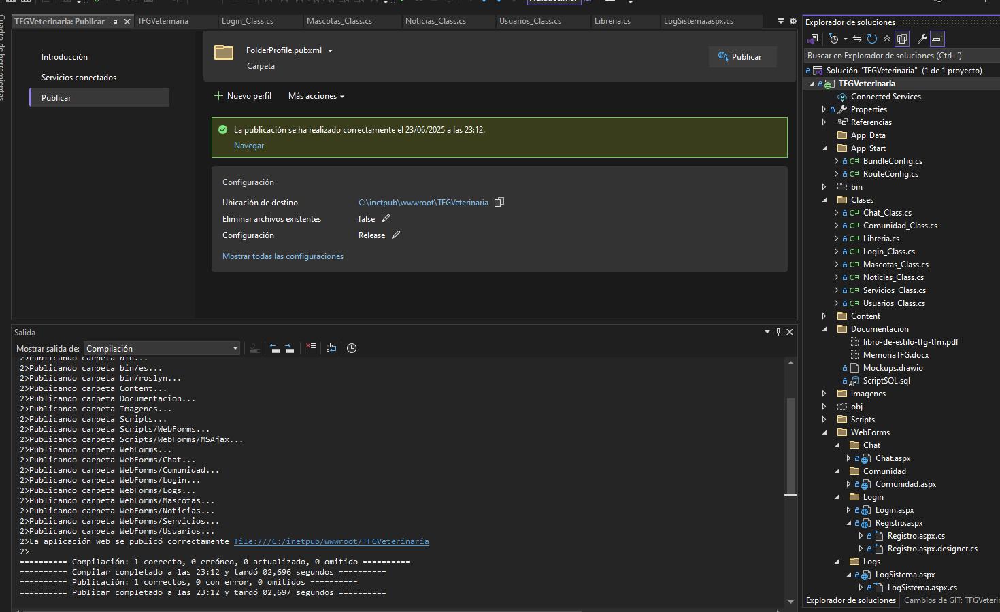 TFGVeterinaria: Publicar
TFGVeterinaria
Login_Class.cs
Mascotas_Class.cs
Noticias_Class.cs
Usuarios_Class.cs
Libreria.cs
LogSistema.aspx.cs
Cuadro de herramientas
Introducción
Servicios conectados
Publicar
FolderProfile.pubxml
Carpeta
Publicar
Nuevo perfil
Más acciones
La publicación se ha realizado correctamente el 23/06/2025 a las 23:12.
Navegar
Configuración
Ubicación de destino C:\inetpub\wwwroot\TFGVeterinaria
Eliminar archivos existentes false
Configuración Release
Mostrar todas las configuraciones
Salida
Mostrar salida de: Compilación
2>Publicando carpeta bin...
2>Publicando carpeta bin/es...
2>Publicando carpeta bin/roslyn...
2>Publicando carpeta Content...
2>Publicando carpeta Documentacion...
2>Publicando carpeta Imagenes...
2>Publicando carpeta Scripts...
2>Publicando carpeta Scripts/WebForms...
2>Publicando carpeta Scripts/WebForms/MSAjax...
2>Publicando carpeta WebForms...
2>Publicando carpeta WebForms/Chat...
2>Publicando carpeta WebForms/Comunidad...
2>Publicando carpeta WebForms/Login...
2>Publicando carpeta WebForms/Logs...
2>Publicando carpeta WebForms/Mascotas...
2>Publicando carpeta WebForms/Noticias...
2>Publicando carpeta WebForms/Servicios...
2>Publicando carpeta WebForms/Usuarios...
2>La aplicación web se publicó correctamente file:///C:/inetpub/wwwroot/TFGVeterinaria
2>
========== Compilación: 1 correcto, 0 erróneo, 0 actualizado, 0 omitido ==========
========== Compilar completado a las 23:12 y tardó 02,696 segundos ==========
========== Publicación: 1 correctos, 0 con error, 0 omitidos ==========
========== Publicar completado a las 23:12 y tardó 02,697 segundos ==========
Explorador de soluciones
Buscar en Explorador de soluciones (Ctrl+`)
Solución "TFGVeterinaria" (1 de 1 proyecto)
TFGVeterinaria
Connected Services
Properties
Referencias
App_Data
App_Start
C# BundleConfig.cs
C# RouteConfig.cs
bin
Clases
C# Chat_Class.cs
C# Comunidad_Class.cs
C# Libreria.cs
C# Login_Class.cs
C# Mascotas_Class.cs
C# Noticias_Class.cs
C# Servicios_Class.cs
C# Usuarios_Class.cs
Content
Documentacion
libro-de-estilo-tfg-tfm.pdf
MemoriaTFG.docx
Mockups.drawio
ScriptSQL.sql
Imagenes
obj
Scripts
WebForms
Chat
Chat.aspx
Comunidad
Comunidad.aspx
Login
Login.aspx
Registro.aspx
Registro.aspx.cs
Registro.aspx.designer.cs
Logs
LogSistema.aspx
LogSistema.aspx.cs
Explorador de soluciones
Cambios de GIT: TFGVeterin